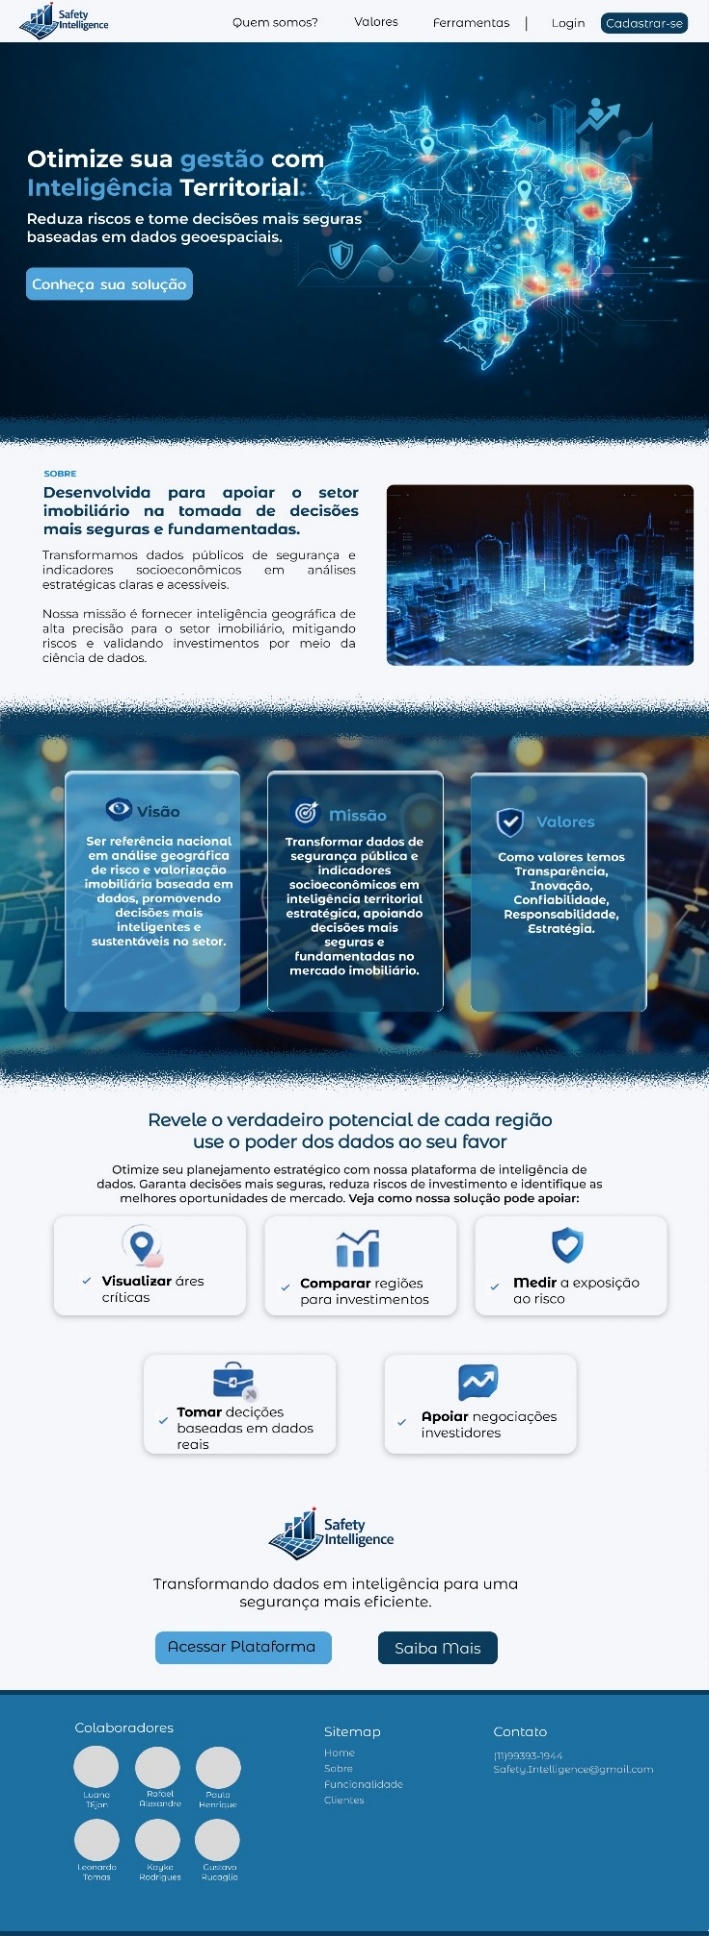 Safety
Intelligence
Quem somos?
Valores
Ferramentas
|
Login
Cadastrar-se
Otimize sua gestão com
Inteligência Territorial.
Reduza riscos e tome decisões mais seguras
baseadas em dados geoespaciais.
Conheça sua solução
SOBRE
Desenvolvida para apoiar o setor
imobiliário na tomada de decisões
mais seguras e fundamentadas.
Transformamos dados públicos de segurança e
indicadores socioeconômicos em análises
estratégicas claras e acessíveis.
Nossa missão é fornecer inteligência geográfica de
alta precisão para o setor imobiliário, mitigando
riscos e validando investimentos por meio da
ciência de dados.
Visão
Ser referência nacional
em análise geográfica
de risco e valorização
imobiliária baseada em
dados, promovendo
decisões mais
inteligentes e
sustentáveis no setor.
Missão
Transformar dados de
segurança pública e
indicadores
socioeconômicos em
inteligência territorial
estratégica, apoiando
decisões mais
seguras e
fundamentadas no
mercado imobiliário.
Valores
Como valores temos
Transparência,
Inovação,
Confiabilidade,
Responsabilidade,
Estratégia.
Revele o verdadeiro potencial de cada região
use o poder dos dados ao seu favor
Otimize seu planejamento estratégico com nossa plataforma de inteligência de
dados. Garanta decisões mais seguras, reduza riscos de investimento e identifique as
melhores oportunidades de mercado. Veja como nossa solução pode apoiar:
Visualizar áres
críticas
Comparar regiões
para investimentos
Medir a exposição
ao risco
Tomar decições
baseadas em dados
reais
Apoiar negociações
investidores
Safety
Intelligence
Transformando dados em inteligência para uma
segurança mais eficiente.
Acessar Plataforma
Saiba Mais
Colaboradores
Luana
TEjon
Rafael
Alexandre
Paulo
Henrique
Leonardo
Tomas
Kayke
Rodrigues
Gustavo
Rucaglia
Sitemap
Home
Sobre
Funcionalidade
Clientes
Contato
(11)99393-1944
Safety.Intelligence@gmail.com